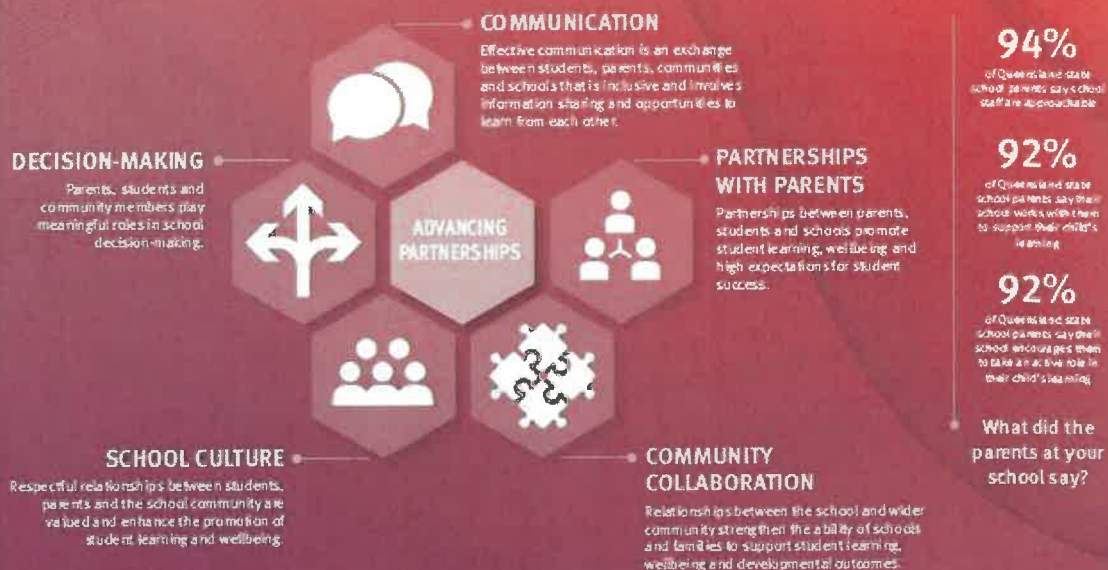 COMMUNICATION
Effective communication is an exchange
between students, parents, communities
and schools that is inclusive and involves
information sharing and opportunities to
learn from each other.
DECISION-MAKING
Parents, students and
community members play
meaningful roles in school
decision-making.
ADVANCING
PARTNERSHIPS
PARTNERSHIPS
WITH PARENTS
Partnerships between parents,
students and schools promote
student learning, wellbeing and
high expectations for student
success.
SCHOOL CULTURE
Respectful relationships between students,
parents and the school community are
valued and enhance the promotion of
student learning and wellbeing.
COMMUNITY
COLLABORATION
Relationships between the school and wider
community strengthen the ability of schools
and families to support student learning,
wellbeing and developmental outcomes.
94%
of Queensland state
school parents say school
staff are approachable
92%
of Queensland state
school parents say their
school works with them
to support their child's
learning
92%
of Queensland state
school parents say their
school encourages them
to take an active role in
their child's learning
What did the
parents at your
school say?